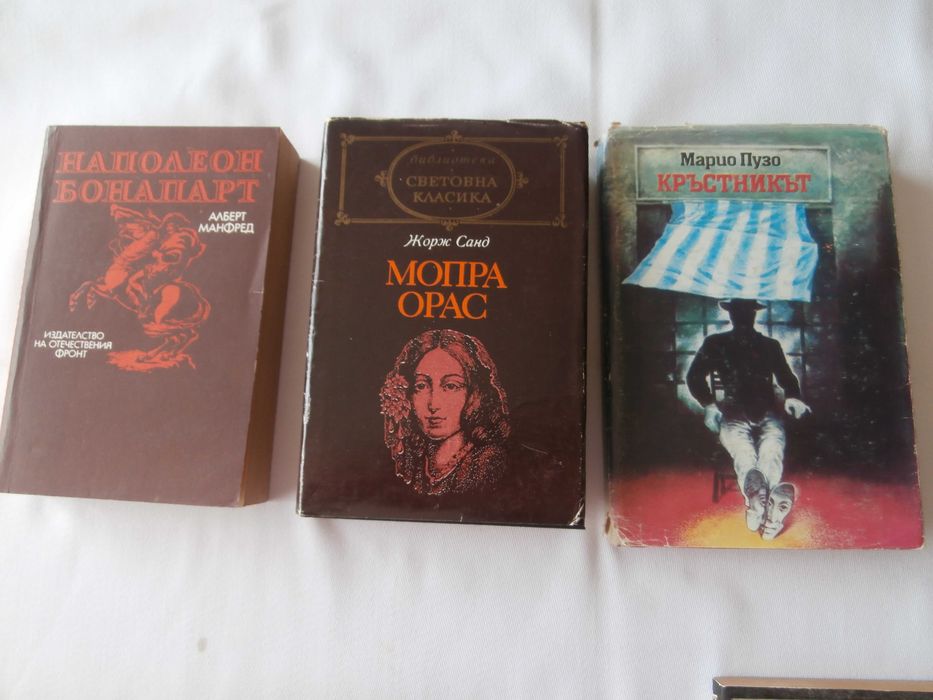 НАПОЛЕОН
БОНАПАРТ
АЛБЕРТ
МАНФРЕД
ИЗДАТЕЛСТВО
НА ОТЕЧЕСТВЕНИЯ
ФРОНТ
библиотека
СВЕТОВНА
КЛАСИКА
Жорж Санд
МОПРА
ОРАС
Марио Пузо
КРЪСТНИКЪТ